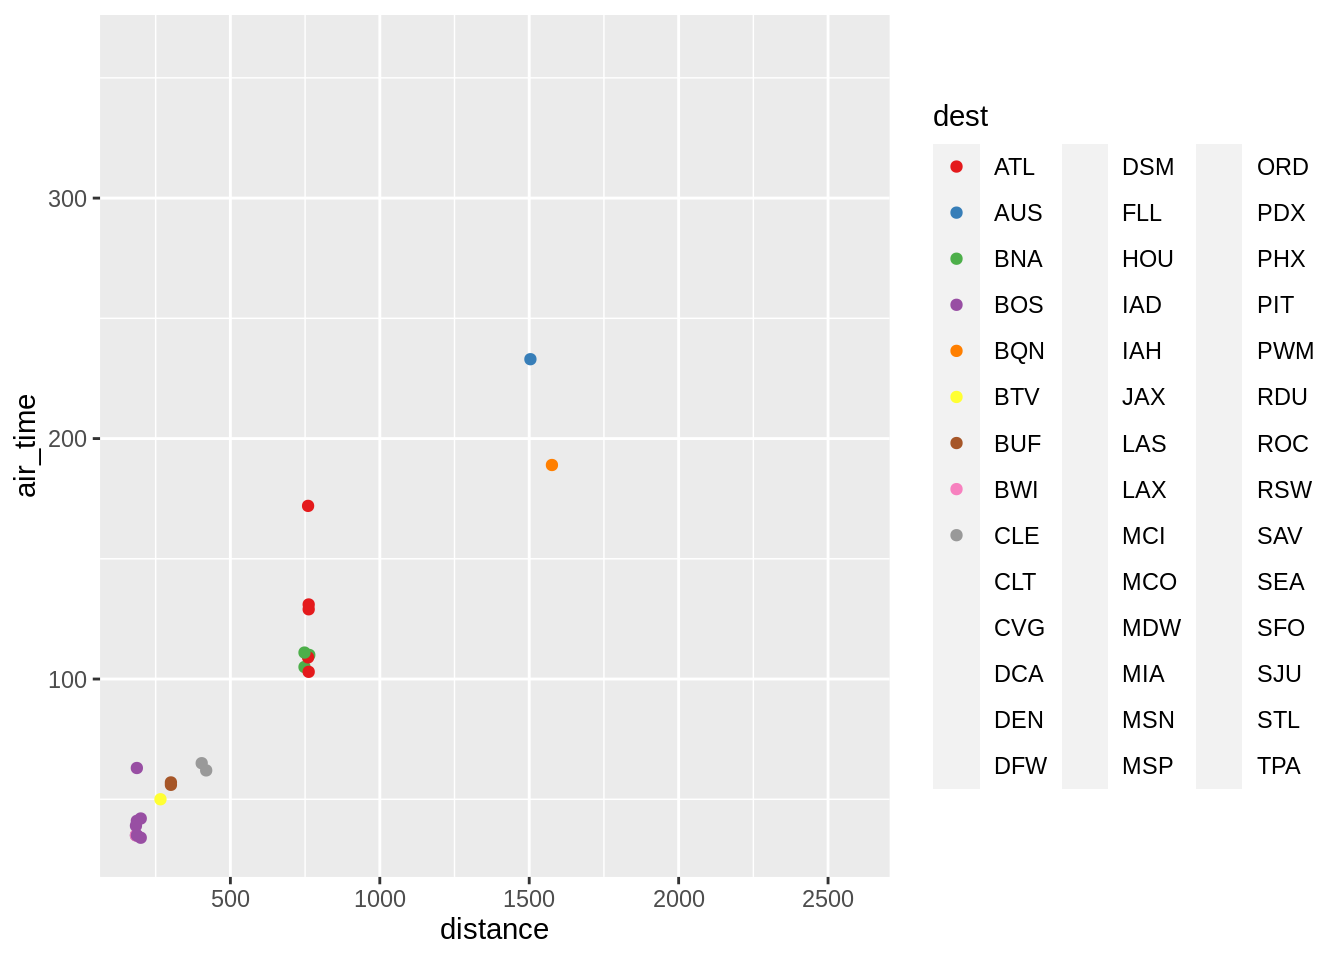 dest
ATL
AUS
BNA
BOS
BQN
BTV
BUF
BWI
CLE
CLT
CVG
DCA
DEN
DFW
DSM
FLL
HOU
IAD
IAH
JAX
LAS
LAX
MCI
MCO
MDW
MIA
MSN
MSP
ORD
PDX
PHX
PIT
PWM
RDU
ROC
RSW
SAV
SEA
SFO
SJU
STL
TPA
air_time
300
200
100
500 1000 1500 2000 2500
distance